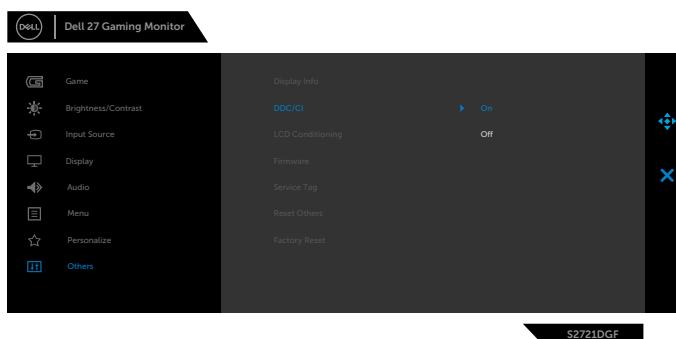 DELL
Dell 27 Gaming Monitor
Game
Display Info
Brightness/Contrast
DDC/CI
On
Input Source
LCD Conditioning
Off
Display
Firmware
Audio
Service Tag
Menu
Reset Others
Personalize
Factory Reset
Others
S2721DGF